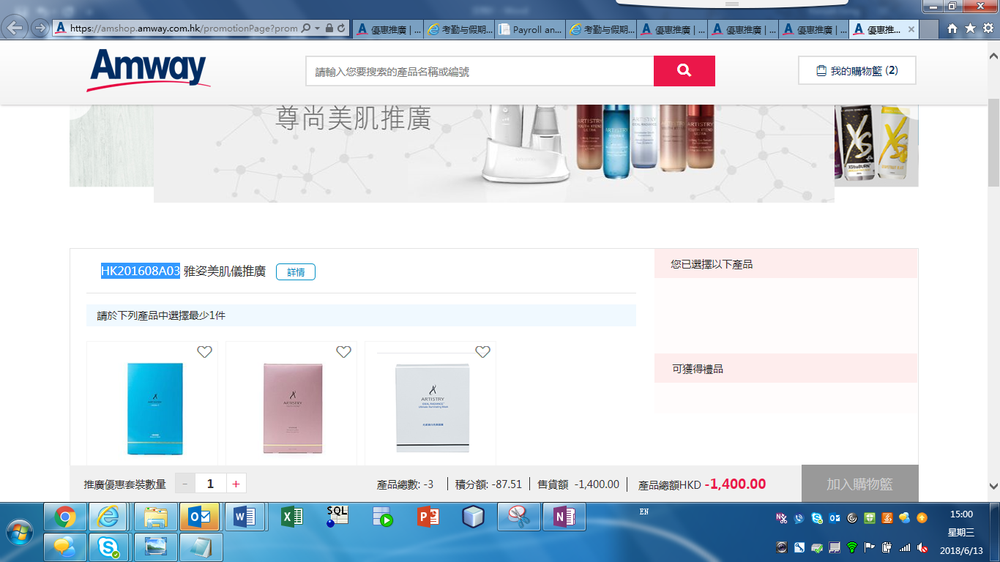 https://amshop.amway.com.hk/promotionPage?prom
優惠推廣 | ...
考勤与假期...
Payroll an...
考勤与假期...
優惠推廣 | ...
優惠推廣 | ...
優惠推廣 | ...
優惠推...
Amway
請輸入您要搜索的產品名稱或編號
我的購物籃 (2)
尊尚美肌推廣
ARTISTRY
YOUTH XTEND
ULTRA
ARTISTRY
HYDRA-V
ARTISTRY
IDEAL RADIANCE
ARTISTRY
YOUTH XTEND
ARTISTRY
YOUTH XTEND
ULTRA
XS
XS
HK201608A03 雅姿美肌儀推廣 詳情
請於下列產品中選擇最少1件
您已選擇以下產品
可獲得禮品
ARTISTRY
ARTISTRY
ARTISTRY
IDEAL RADIANCE
推廣優惠套裝數量 - 1 +
產品總數: -3 | 積分額: -87.51 | 售貨額 -1,400.00 | 產品總額HKD -1,400.00
加入購物籃
SQL
EN
15:00
星期三
2018/6/13